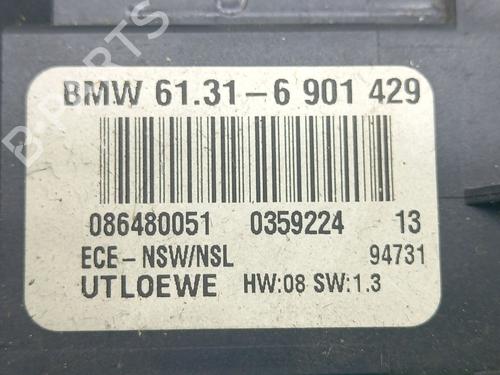 BMW 61.31-6 901 429
086480051 0359224 13
ECE-NSW/NSL 94731
UTLOEWE HW:08 SW:1.3
B-PARTS